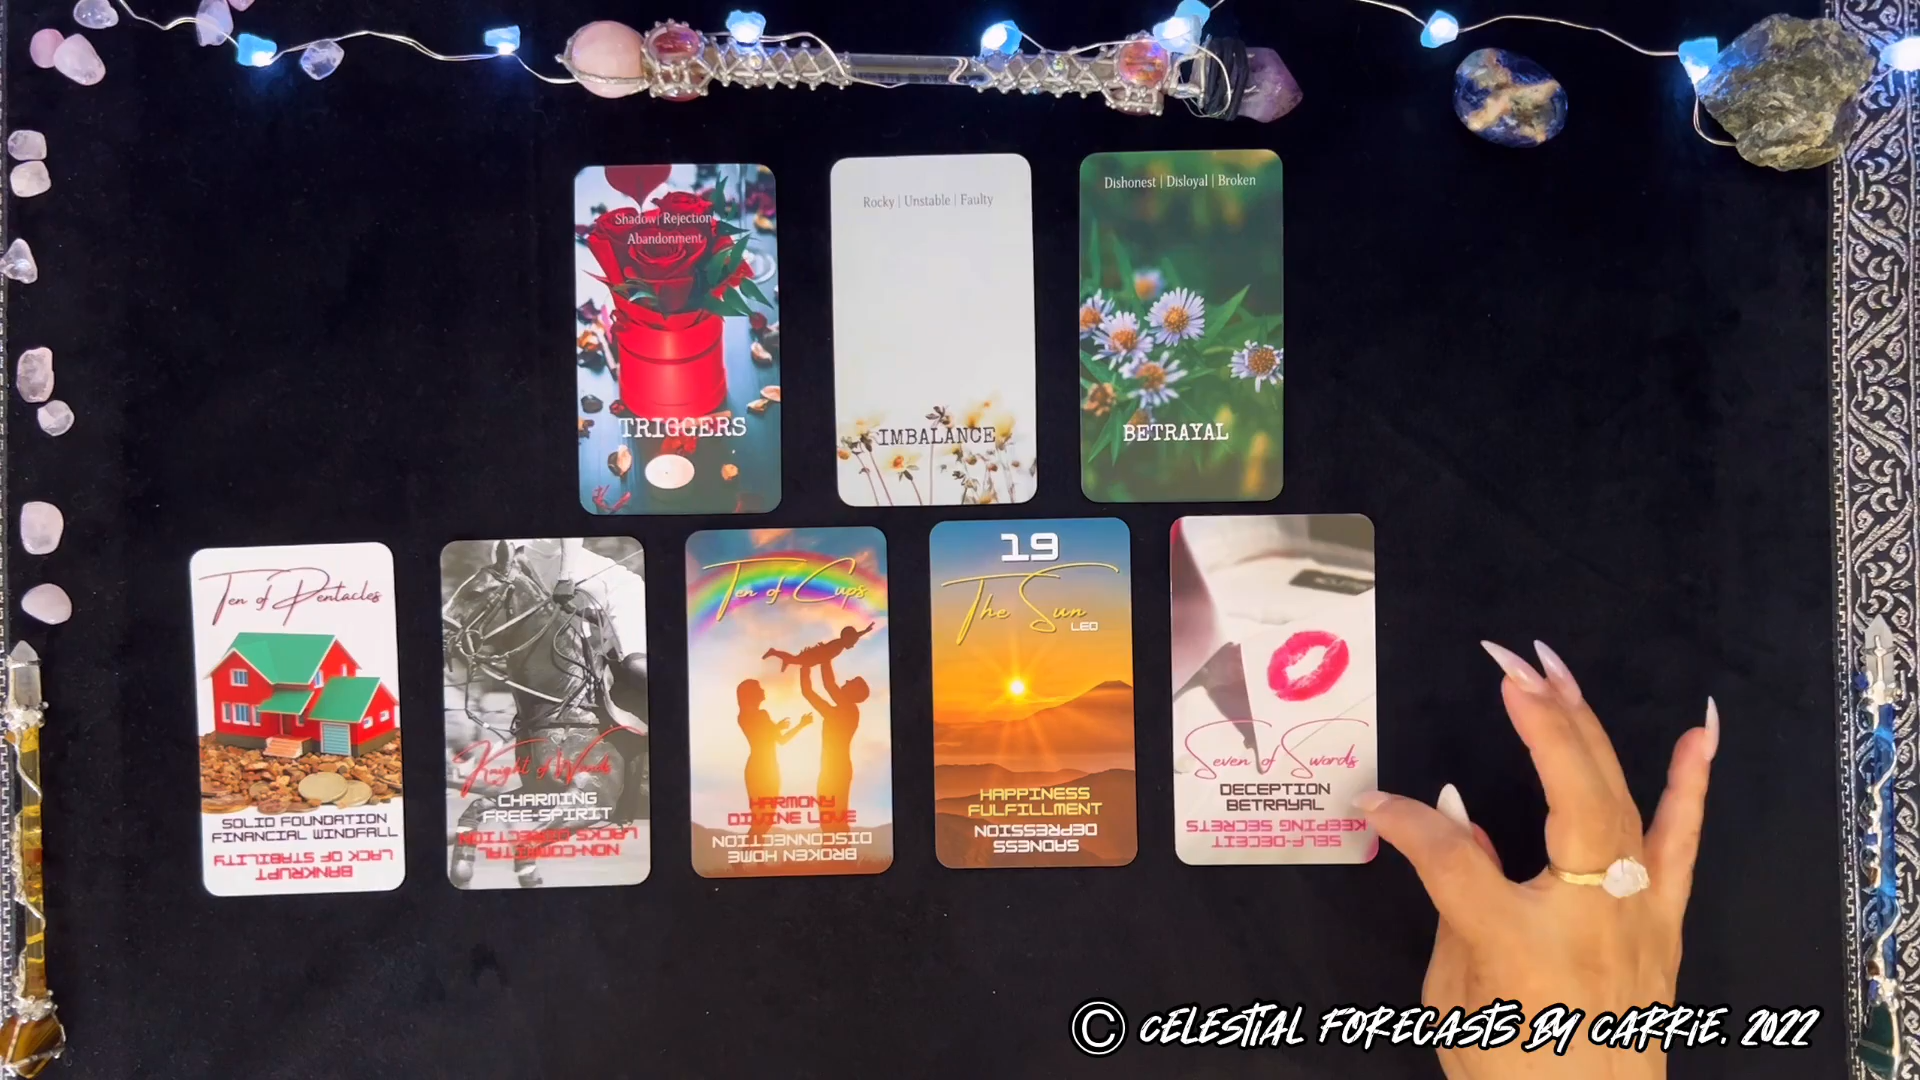 Shadow | Rejection
Abandonment
TRIGGERS
Rocky | Unstable | Faulty
IMBALANCE
Dishonest | Disloyal | Broken
BETRAYAL
Ten of Pentacles
SOLID FOUNDATION
FINANCIAL WINDFALL
LACK OF STABILITY
BANKRUPT
Knight of Wands
CHARMING
FREE-SPIRIT
LACKS DIRECTION
NON-COMMITAL
Ten of Cups
HARMONY
DIVINE LOVE
DISCONNECTION
BROKEN HOME
19
The Sun
LEO
HAPPINESS
FULFILLMENT
DEPRESSION
SADNESS
Seven of Swords
DECEPTION
BETRAYAL
KEEPING SECRETS
SELF-DECEIT
© CELESTIAL FORECASTS BY CARRIE. 2022